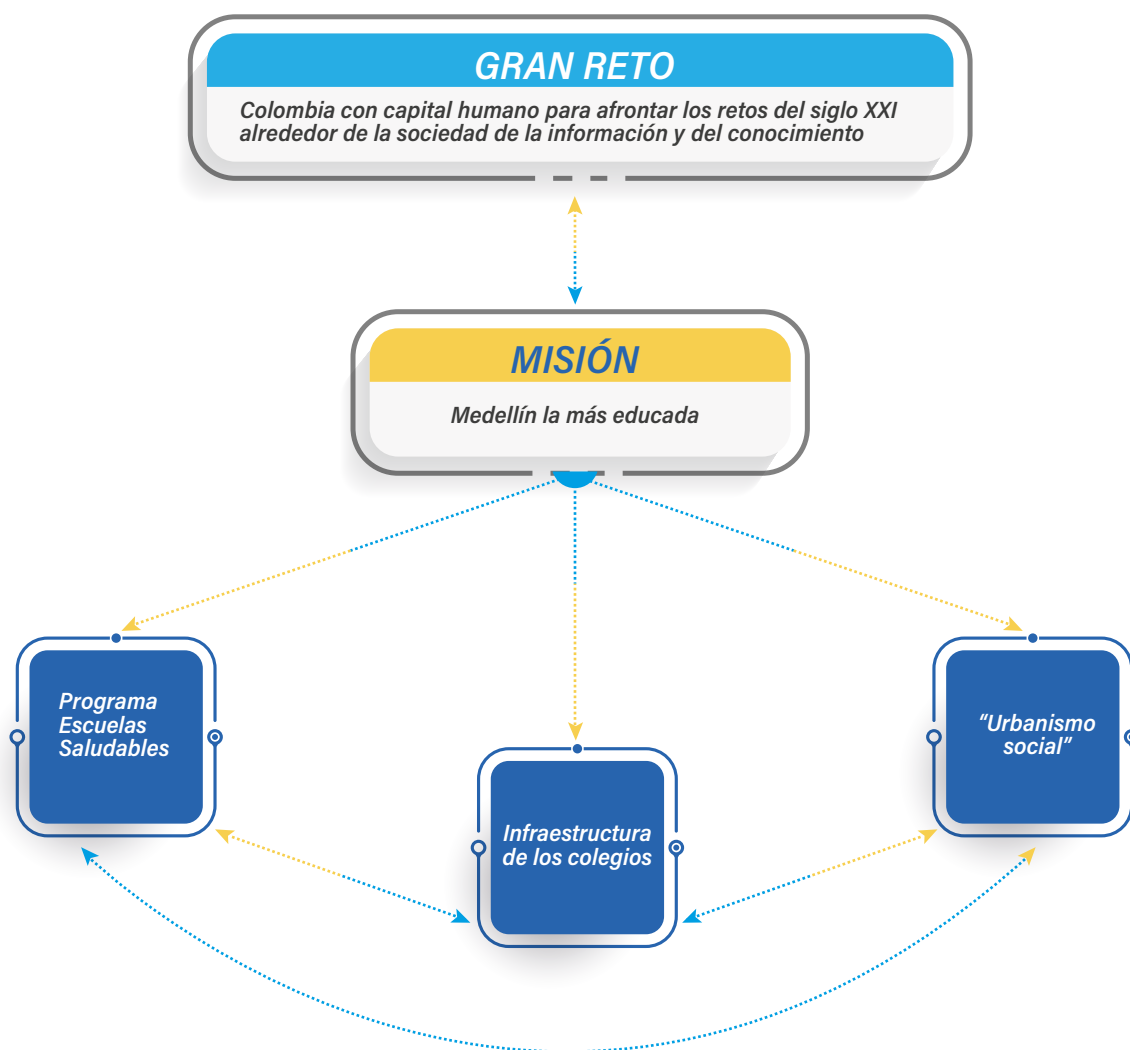 GRAN RETO
Colombia con capital humano para afrontar los retos del siglo XXI
alrededor de la sociedad de la información y del conocimiento
MISIÓN
Medellín la más educada
Programa
Escuelas
Saludables
Infraestructura
de los colegios
“Urbanismo
social”